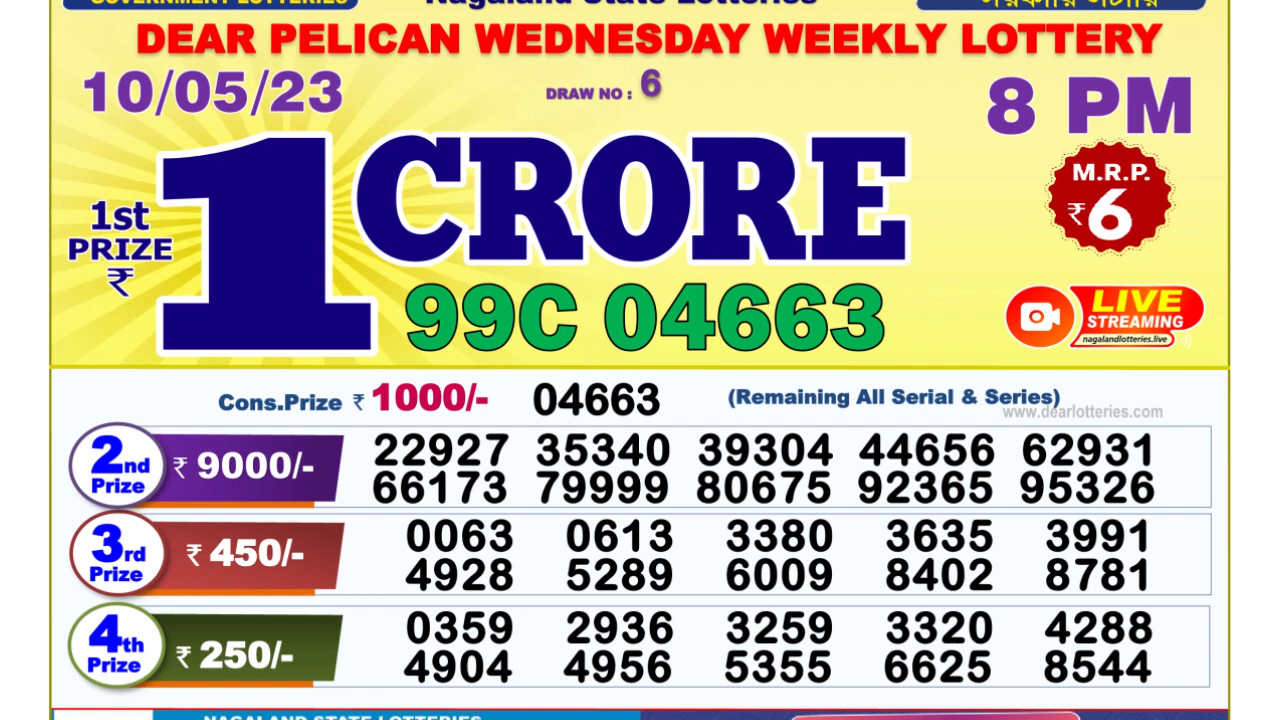 GOVERNMENT LOTTERIES
Nagaland State Lotteries
DEAR PELICAN WEDNESDAY WEEKLY LOTTERY
10/05/23
DRAW NO : 6
8 PM
1st
PRIZE
₹
1 CRORE
M.R.P.
₹6
99C 04663
LIVE
STREAMING
nagalandlotteries.live
Cons.Prize ₹ 1000/- 04663 (Remaining All Serial & Series)
www.dearlotteries.com
2nd Prize ₹ 9000/-
22927 35340 39304 44656 62931
66173 79999 80675 92365 95326
3rd Prize ₹ 450/-
0063 0613 3380 3635 3991
4928 5289 6009 8402 8781
4th Prize ₹ 250/-
0359 2936 3259 3320 4288
4904 4956 5355 6625 8544
NAGALAND STATE LOTTERIES